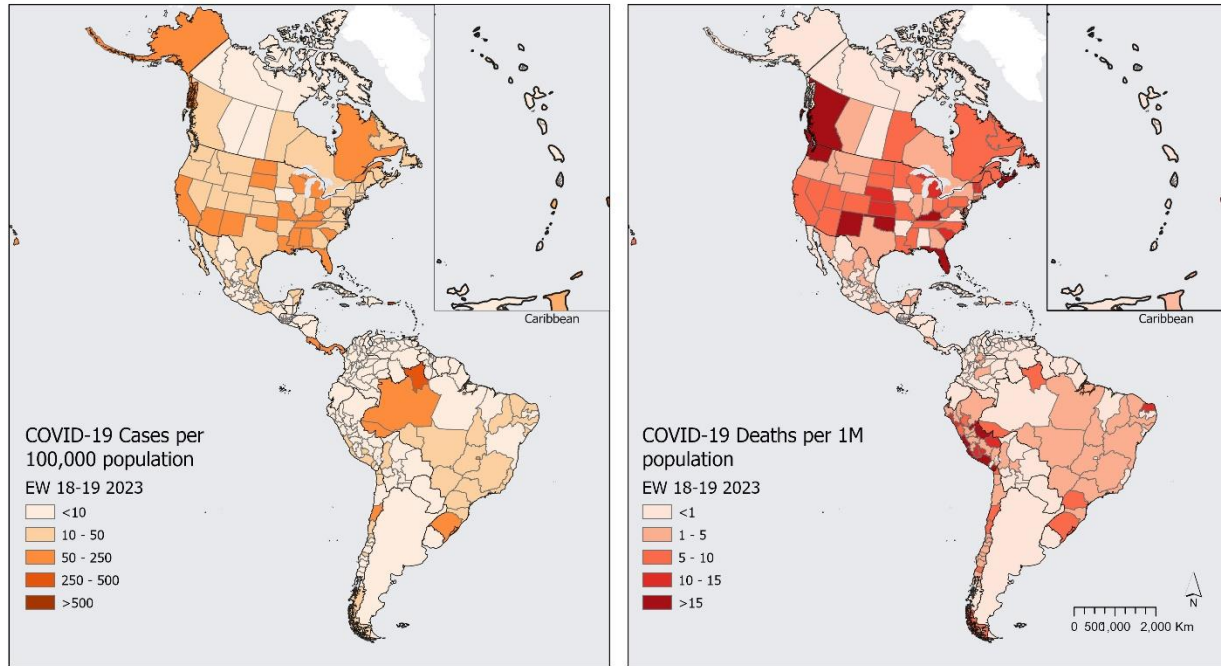 Caribbean
COVID-19 Cases per
100,000 population
EW 18-19 2023
<10
10 - 50
50 - 250
250 - 500
>500
Caribbean
COVID-19 Deaths per 1M
population
EW 18-19 2023
<1
1 - 5
5 - 10
10 - 15
>15
N
0 500 1,000 2,000 Km